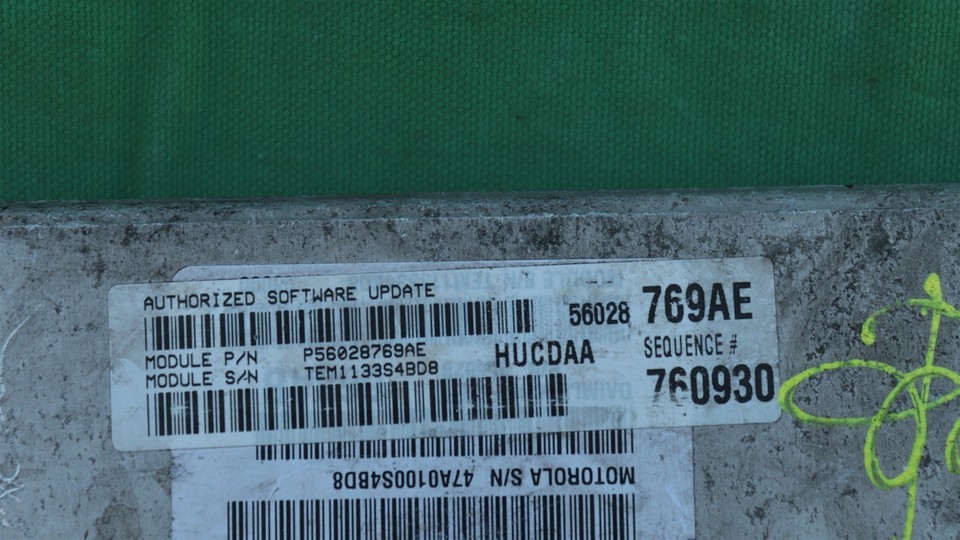 AUTHORIZED SOFTWARE UPDATE
56028 769AE
MODULE P/N P56028769AE
HUCDAA
SEQUENCE #
MODULE S/N TEM1133S4BD8
760930
MOTOROLA S/N 47A0100S4BD8